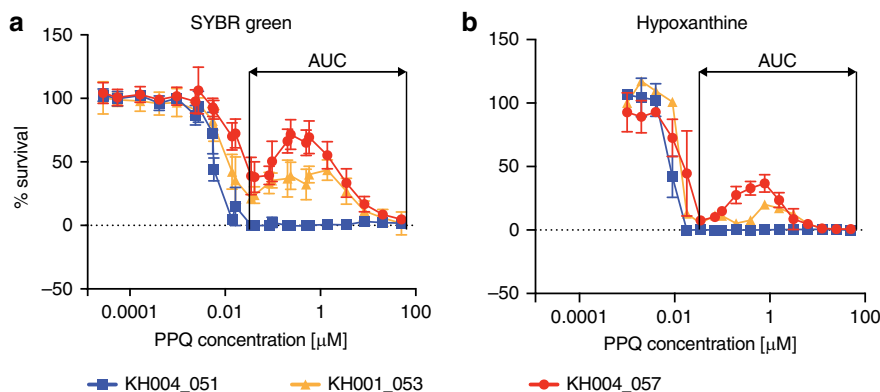 a
SYBR green
150
AUC
100
% survival
50
0
–50
0.0001
0.01
1
100
PPQ concentration [μM]
b
Hypoxanthine
150
AUC
100
50
0
–50
0.0001
0.01
1
100
PPQ concentration [μM]
KH004_051
KH001_053
KH004_057